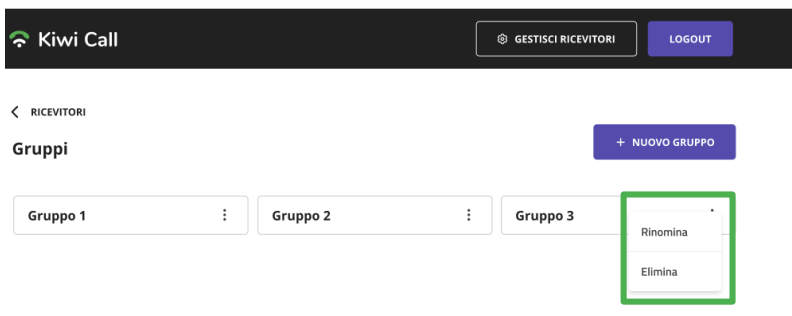 Kiwi Call
GESTISCI RICEVITORI
LOGOUT
RICEVITORI
Gruppi
+ NUOVO GRUPPO
Gruppo 1
Gruppo 2
Gruppo 3
Rinomina
Elimina